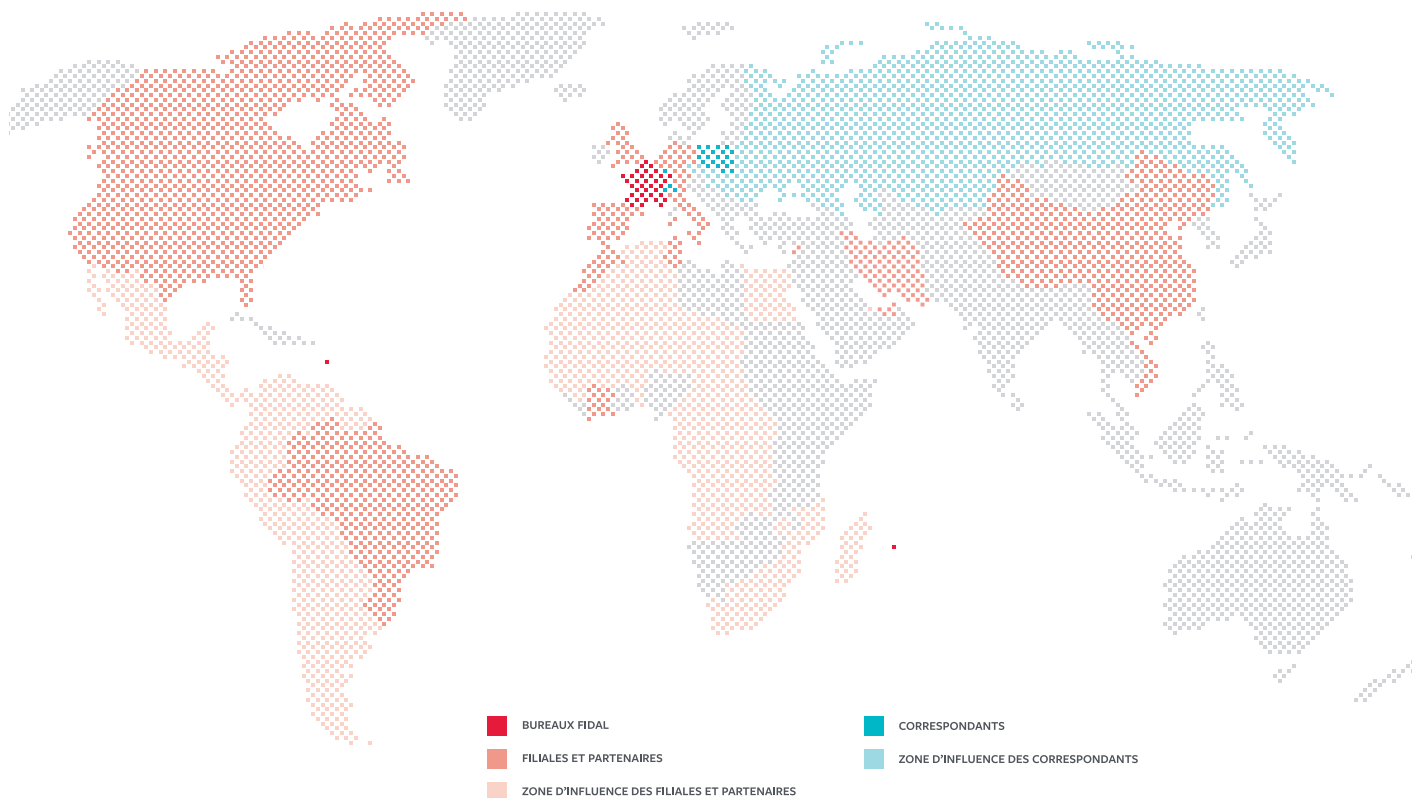 BUREAUX FIDAL
FILIALES ET PARTENAIRES
ZONE D'INFLUENCE DES FILIALES ET PARTENAIRES
CORRESPONDANTS
ZONE D'INFLUENCE DES CORRESPONDANTS